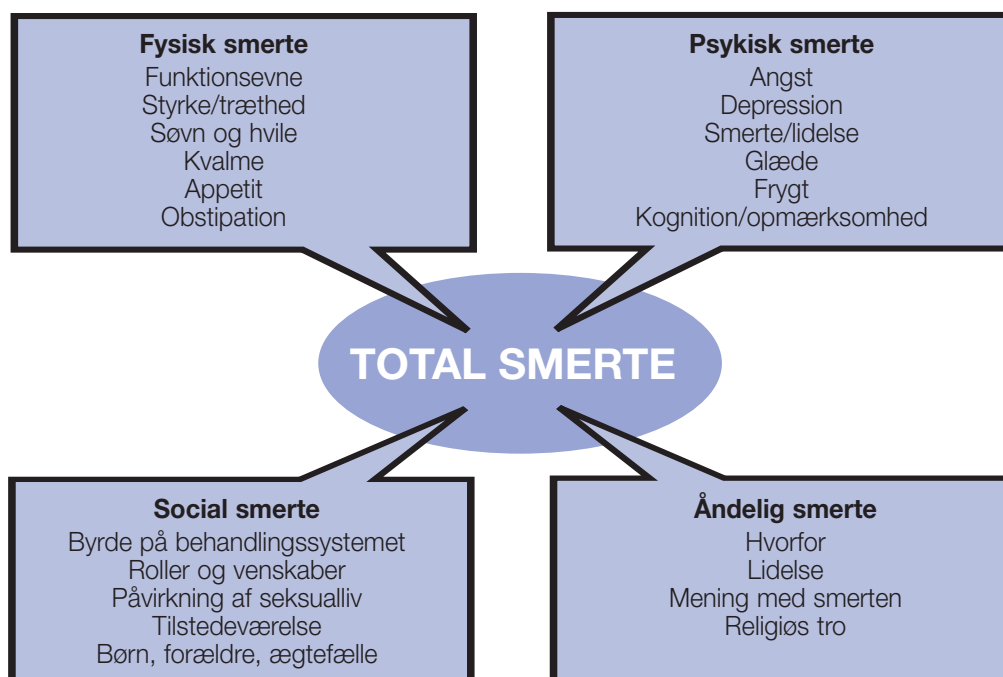 Fysisk smerte
Funktionsevne
Styrke/træthed
Søvn og hvile
Kvalme
Appetit
Obstipation
Psykisk smerte
Angst
Depression
Smerte/lidelse
Glæde
Frygt
Kognition/opmærksomhed
TOTAL SMERTE
Social smerte
Byrde på behandlingssystemet
Roller og venskaber
Påvirkning af seksualliv
Tilstedeværelse
Børn, forældre, ægtefælle
Åndelig smerte
Hvorfor
Lidelse
Mening med smerten
Religiøs tro